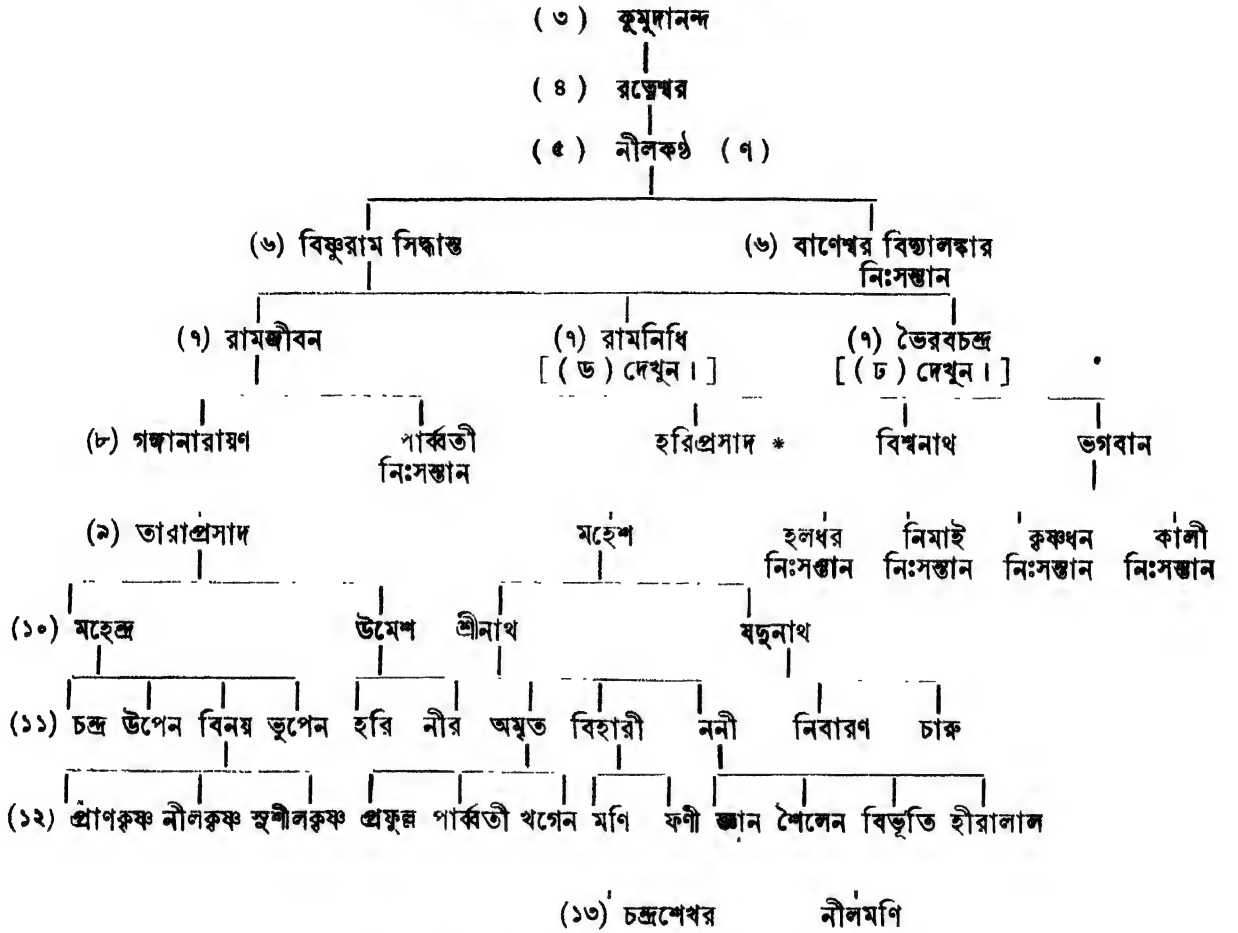 ( ৩ ) কুমুদানন্দ
( ৪ ) রত্নেশ্বর
( ৫ ) নীলকণ্ঠ ( ণ )
(৬) বিষ্ণুরাম সিদ্ধান্ত (৬) বাণেশ্বর বিদ্যালঙ্কার
নিঃসন্তান
(৭) রামজীবন (৭) রামনিধি (৭) ভৈরবচন্দ্র
[ ( ড ) দেখুন। ] [ ( ঢ ) দেখুন। ]
(৮) গঙ্গানারায়ণ পার্ব্বতী হরিপ্রসাদ * বিশ্বনাথ ভগবান
নিঃসন্তান
(৯) তারাপ্রসাদ মহেশ হলধর নিমাই কৃষ্ণধন কালী
নিঃসন্তান নিঃসন্তান নিঃসন্তান নিঃসন্তান
(১০) মহেন্দ্র উমেশ শ্রীনাথ যদুনাথ
(১১) চন্দ্র উপেন বিনয় ভুপেন হরি নীর অমৃত বিহারী ননী নিবারণ চারু
(১২) প্রাণকৃষ্ণ নীলকৃষ্ণ সুশীলকৃষ্ণ প্রফুল্ল পার্ব্বতী খগেন মণি ফণী জ্ঞান শৈলেন বিভূতি হীরালাল
(১৩) চন্দ্রশেখর নীলমণি